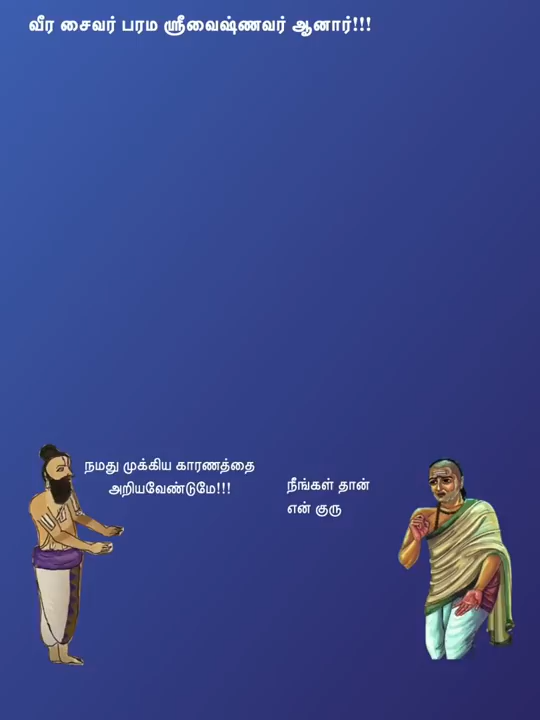 வீர சைவர் பரம ஸ்ரீவைஷ்ணவர் ஆனார்!!!
நமது முக்கிய காரணத்தை
அறியவேண்டுமே!!!
நீங்கள் தான்
என் குரு